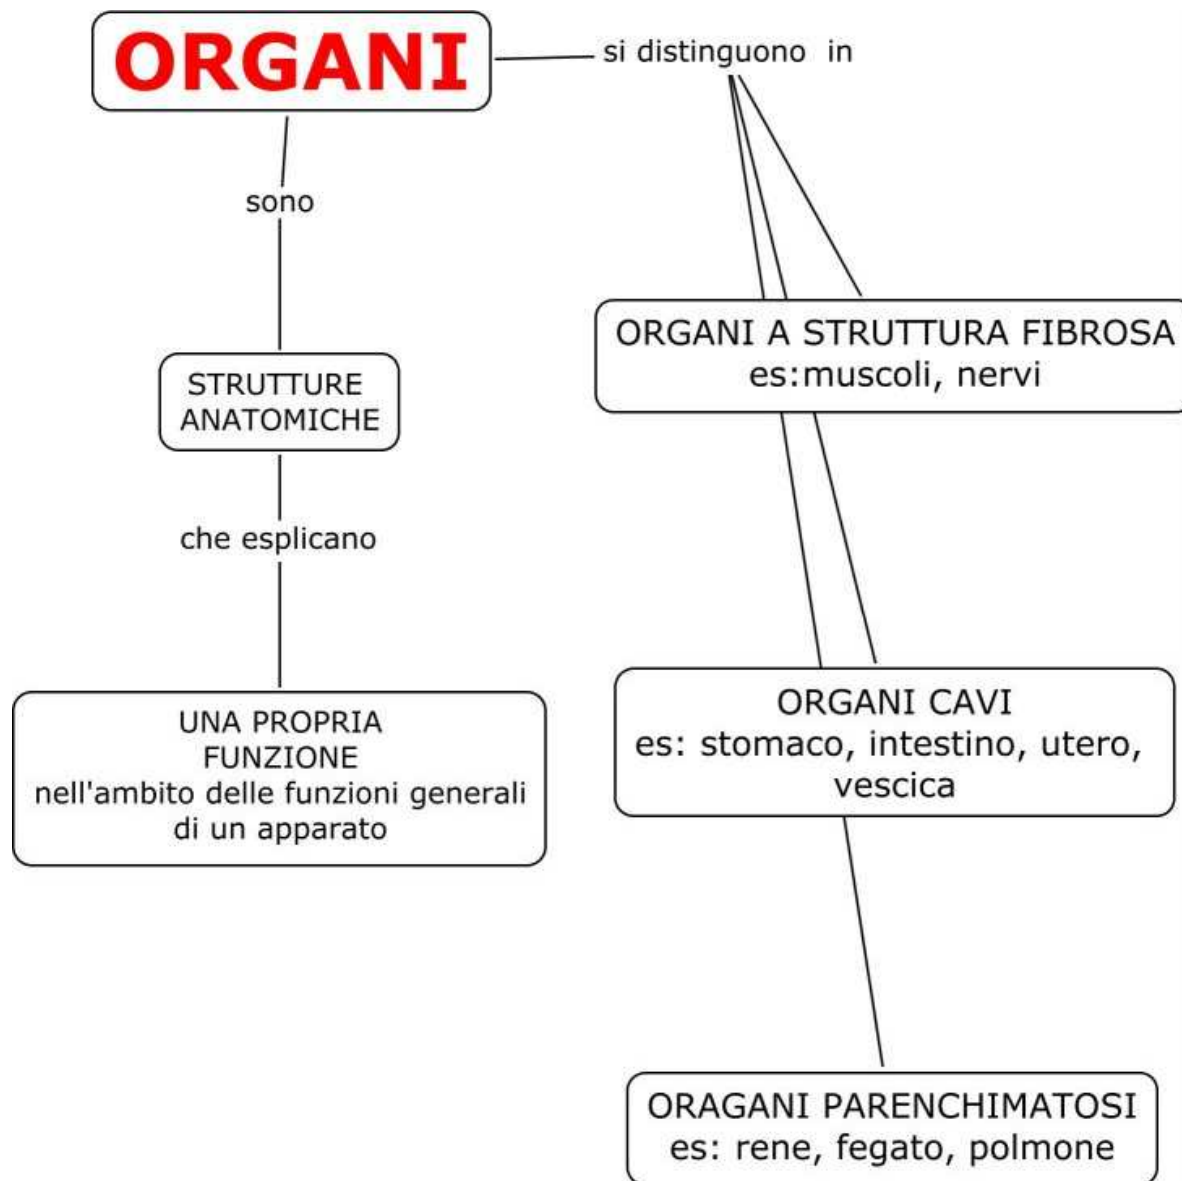 ORGANI
si distinguono in
sono
STRUTTURE
ANATOMICHE
che esplicano
UNA PROPRIA
FUNZIONE
nell'ambito delle funzioni generali
di un apparato
ORGANI A STRUTTURA FIBROSA
es:muscoli, nervi
ORGANI CAVI
es: stomaco, intestino, utero,
vescica
ORAGANI PARENCHIMATOSI
es: rene, fegato, polmone